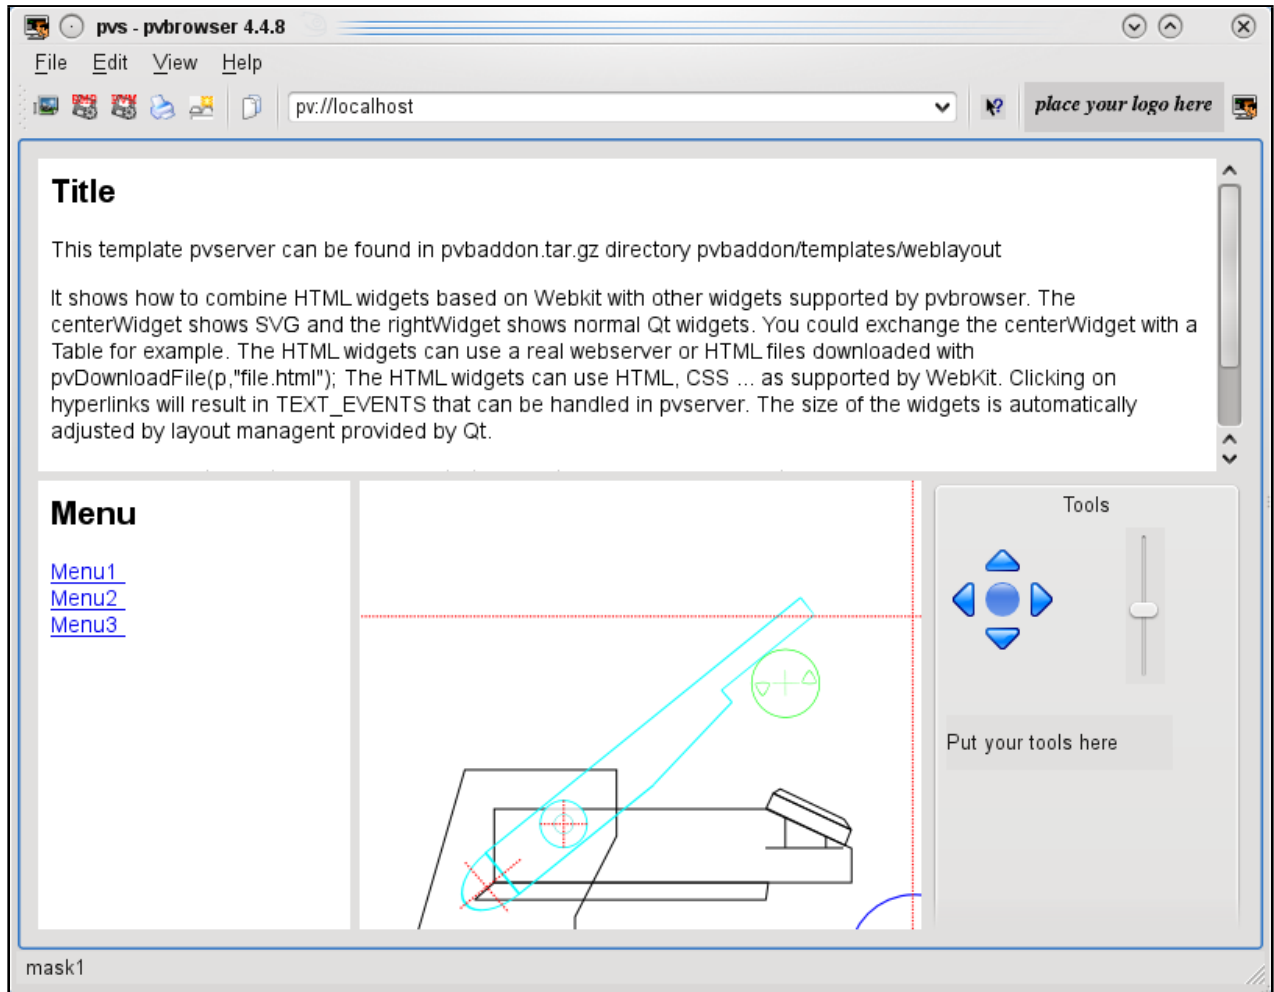 pvs - pvbrowser 4.4.8
File Edit View Help
pv://localhost
place your logo here
Title
This template pvserver can be found in pvbaddon.tar.gz directory pvbaddon/templates/weblayout
It shows how to combine HTML widgets based on Webkit with other widgets supported by pvbrowser. The
centerWidget shows SVG and the rightWidget shows normal Qt widgets. You could exchange the centerWidget with a
Table for example. The HTML widgets can use a real webserver or HTML files downloaded with
pvDownloadFile(p,"file.html"); The HTML widgets can use HTML, CSS ... as supported by WebKit. Clicking on
hyperlinks will result in TEXT_EVENTS that can be handled in pvserver. The size of the widgets is automatically
adjusted by layout managent provided by Qt.
Menu
Menu1
Menu2
Menu3
Tools
Put your tools here
mask1